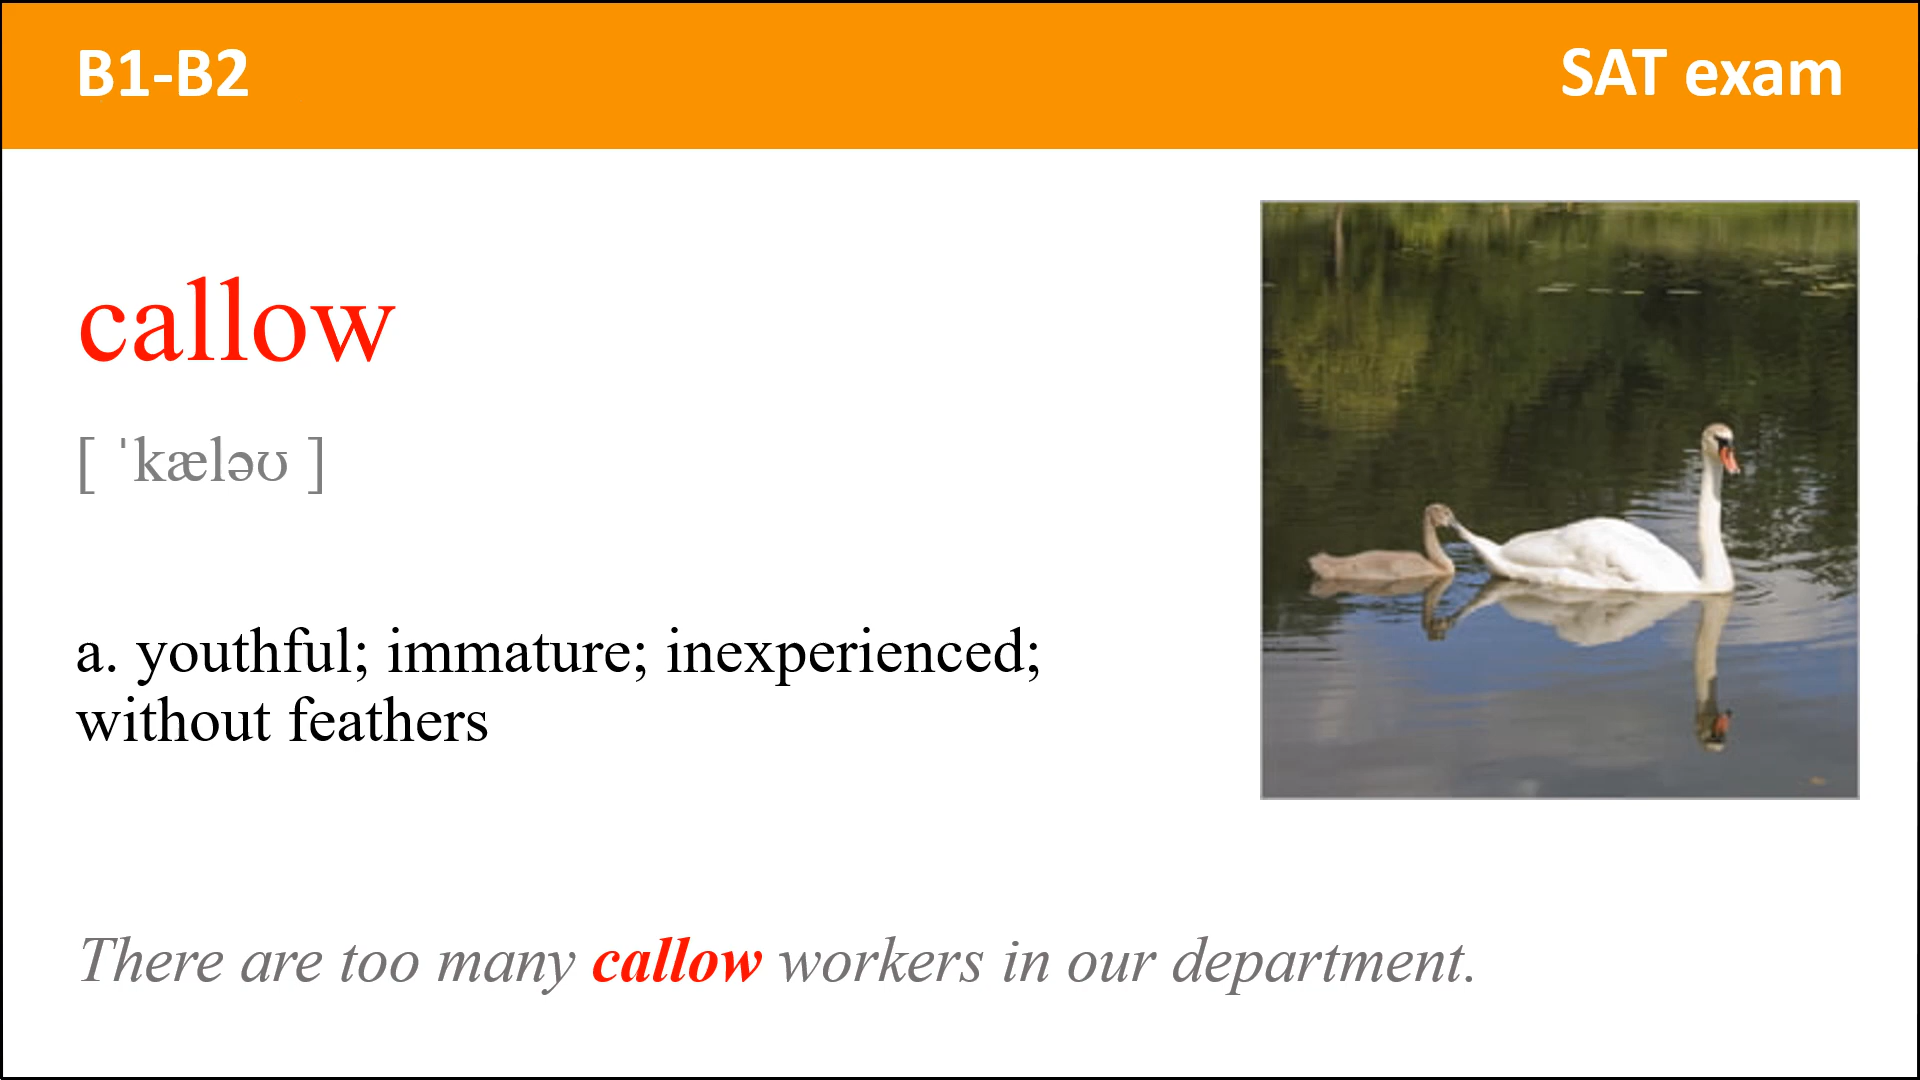 B1-B2
SAT exam
callow
[ ˈkæləʊ ]
a. youthful; immature; inexperienced;
without feathers
There are too many callow workers in our department.